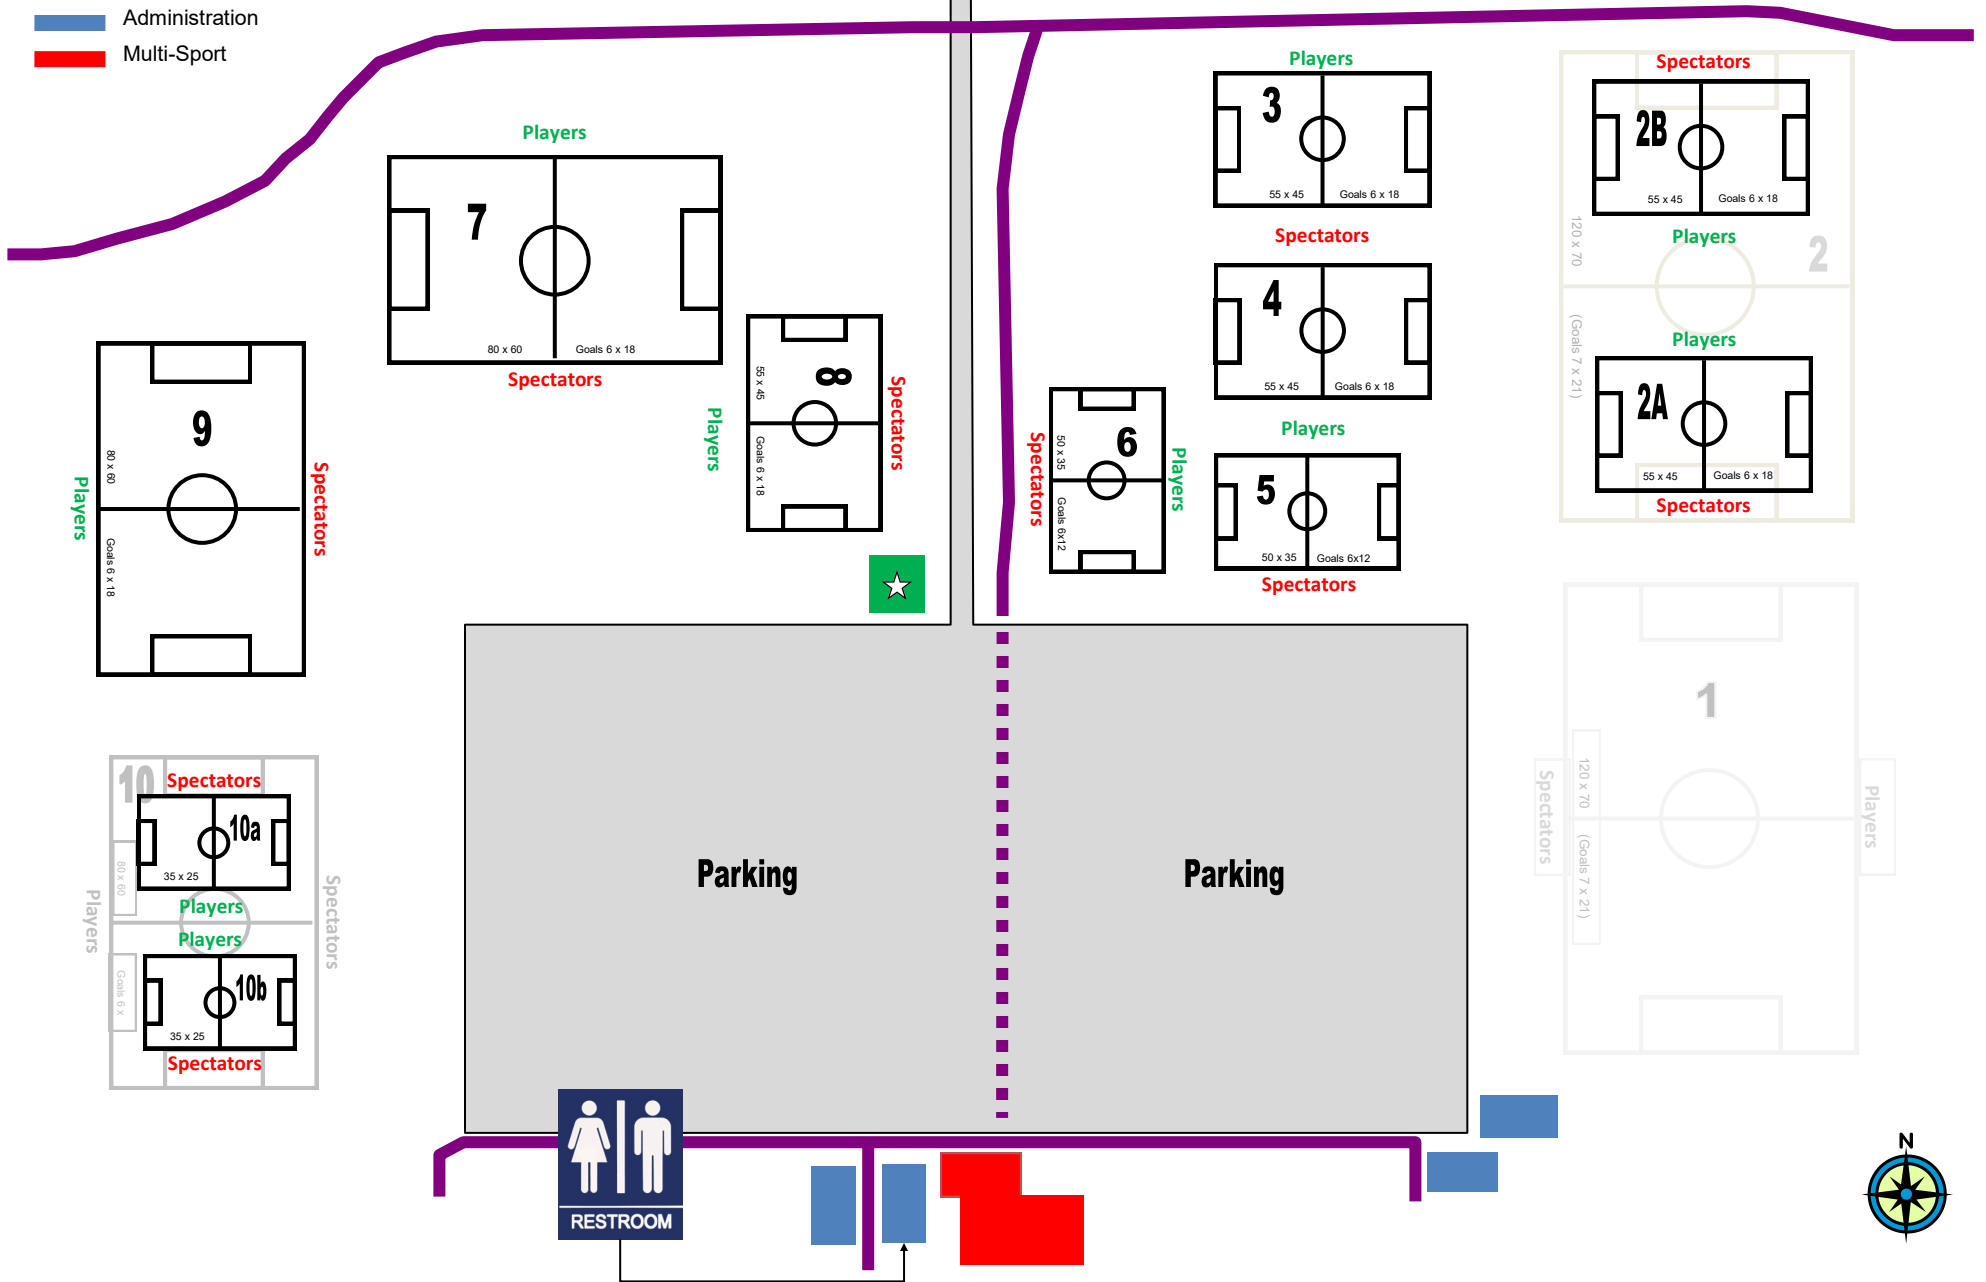 Administration
Multi-Sport
Players
7
80 x 60
Goals 6 x 18
Spectators
Players
3
55 x 45
Goals 6 x 18
Spectators
4
55 x 45
Goals 6 x 18
Players
5
50 x 35
Goals 6x12
Spectators
Spectators
2B
55 x 45
Goals 6 x 18
Players
2
120 x 70
(Goals 7 x 21)
Players
2A
55 x 45
Goals 6 x 18
Spectators
Players
8
55 x 45
Goals 6 x 18
Spectators
Spectators
6
50 x 35
Goals 6x12
Players
Players
9
80 x 60
Goals 6 x 18
Spectators
1
Spectators
120 x 70
(Goals 7 x 21)
Players
10
Spectators
10a
35 x 25
Players
Players
10b
35 x 25
Spectators
Players
80 x 60
Goals 6 x
Spectators
Parking
Parking
RESTROOM
N